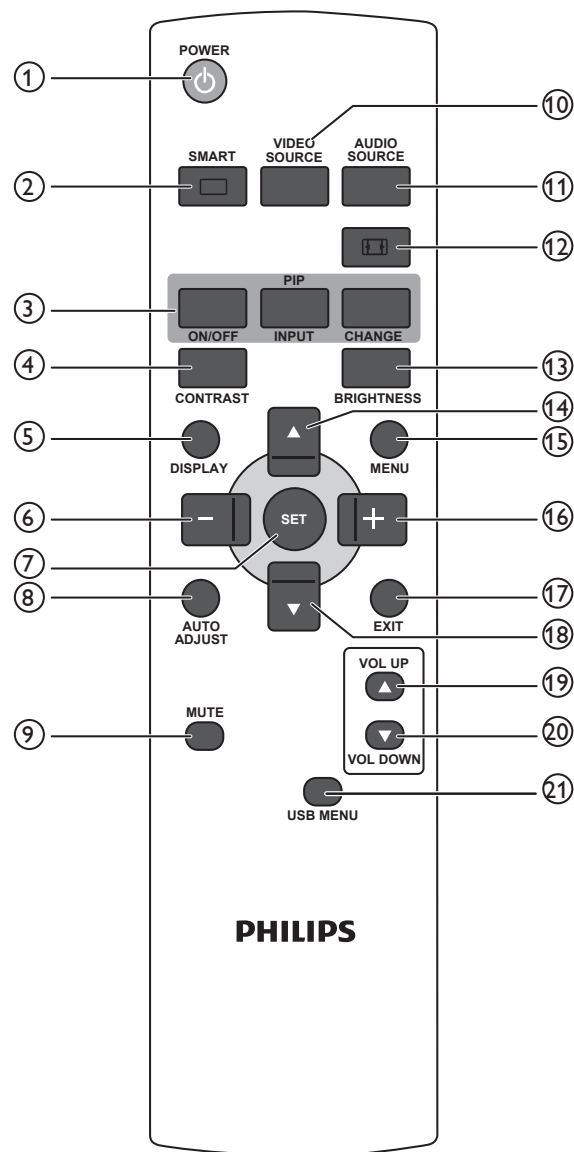 POWER
1
10
SMART
VIDEO
SOURCE
AUDIO
SOURCE
2
11
12
PIP
3
ON/OFF
INPUT
CHANGE
4
13
CONTRAST
BRIGHTNESS
14
5
15
DISPLAY
MENU
6
-
SET
+
16
7
8
17
AUTO
ADJUST
EXIT
18
VOL UP
19
MUTE
9
20
VOL DOWN
21
USB MENU
PHILIPS